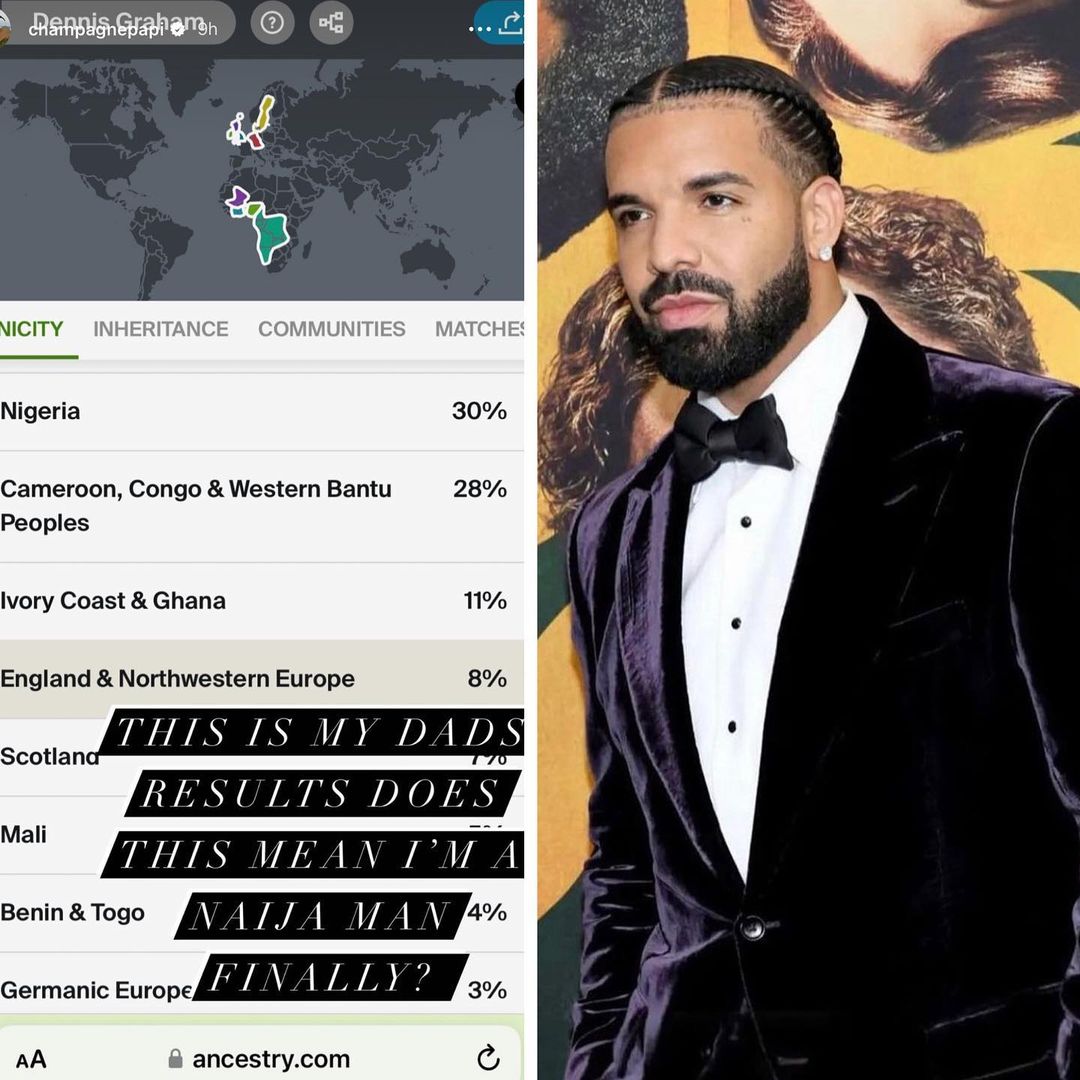 Dennis Graham
champagnepapi 9h
NICITY INHERITANCE COMMUNITIES MATCHES
Nigeria 30%
Cameroon, Congo & Western Bantu 28%
Peoples
Ivory Coast & Ghana 11%
England & Northwestern Europe 8%
THIS IS MY DADS
Scotland 7%
RESULTS DOES
Mali
THIS MEAN I'M A
Benin & Togo 4%
NAIJA MAN
FINALLY?
Germanic Europe 3%
AA ancestry.com